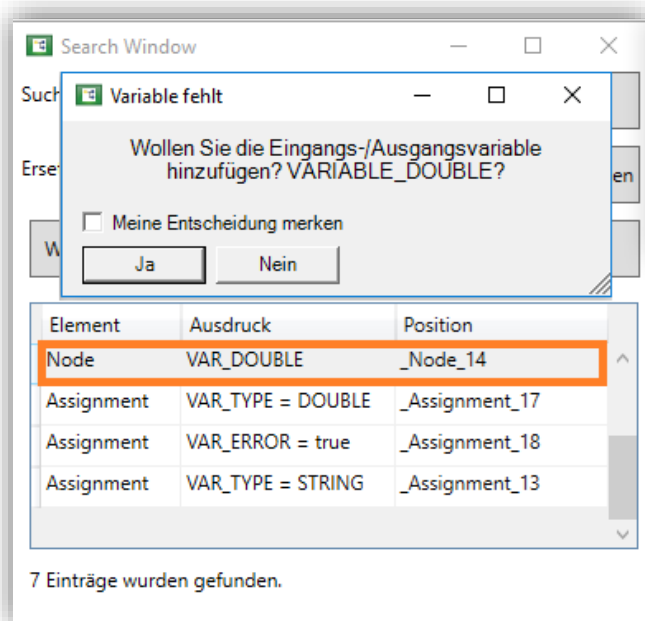 Search Window
Such
Variable fehlt
Wollen Sie die Eingangs-/Ausgangsvariable
hinzufügen? VARIABLE_DOUBLE?
Erse
en
Meine Entscheidung merken
W
Ja Nein
Element Ausdruck Position
Node VAR_DOUBLE _Node_14
Assignment VAR_TYPE = DOUBLE _Assignment_17
Assignment VAR_ERROR = true _Assignment_18
Assignment VAR_TYPE = STRING _Assignment_13
7 Einträge wurden gefunden.